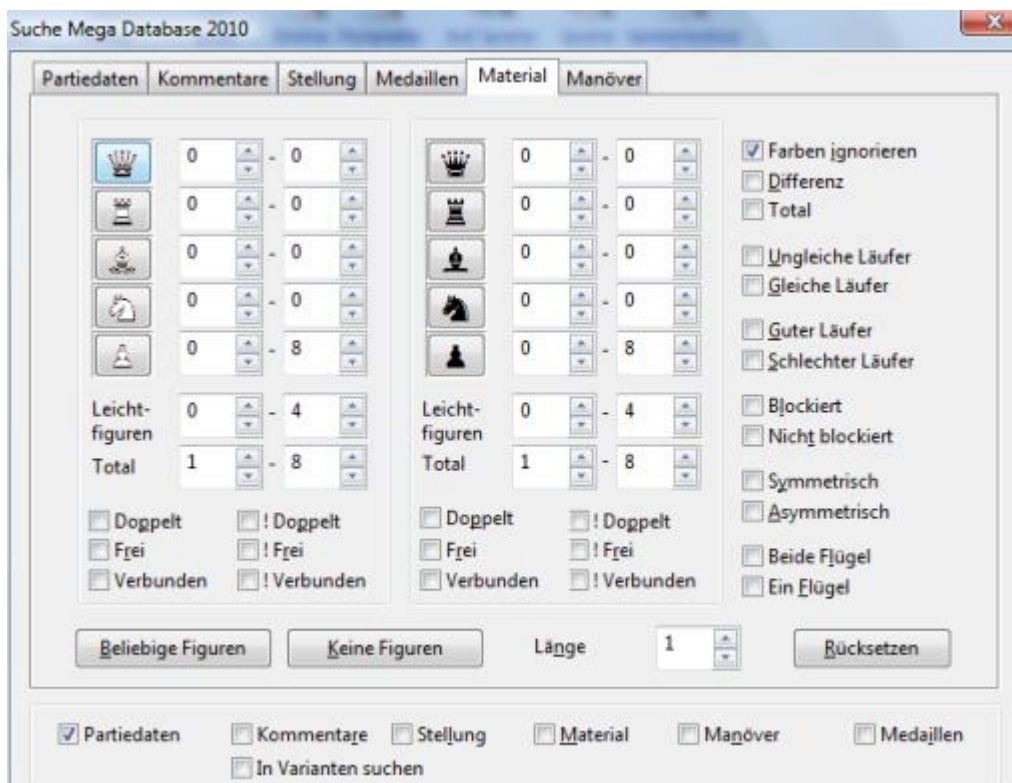 Suche Mega Database 2010
Partiedaten Kommentare Stellung Medaillen Material Manöver
0 - 0 0 - 0 Farben ignorieren
Differenz
0 - 0 0 - 0 Total
0 - 0 0 - 0 Ungleiche Läufer
Gleiche Läufer
0 - 0 0 - 0 Guter Läufer
0 - 8 0 - 8 Schlechter Läufer
Leicht- 0 - 4 Leicht- 0 - 4 Blockiert
figuren figuren Nicht blockiert
Total 1 - 8 Total 1 - 8 Symmetrisch
Doppelt ! Doppelt Doppelt ! Doppelt Asymmetrisch
Frei ! Frei Frei ! Frei Beide Flügel
Verbunden ! Verbunden Verbunden ! Verbunden Ein Flügel
Beliebige Figuren Keine Figuren Länge 1 Rücksetzen
Partiedaten Kommentare Stellung Material Manöver Medaillen
In Varianten suchen